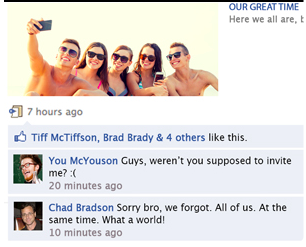 OUR GREAT TIME
Here we all are, b
7 hours ago
Tiff McTiffson, Brad Brady & 4 others like this.
You McYouson Guys, weren't you supposed to invite
me? :(
20 minutes ago
Chad Bradson Sorry bro, we forgot. All of us. At the
same time. What a world!
10 minutes ago